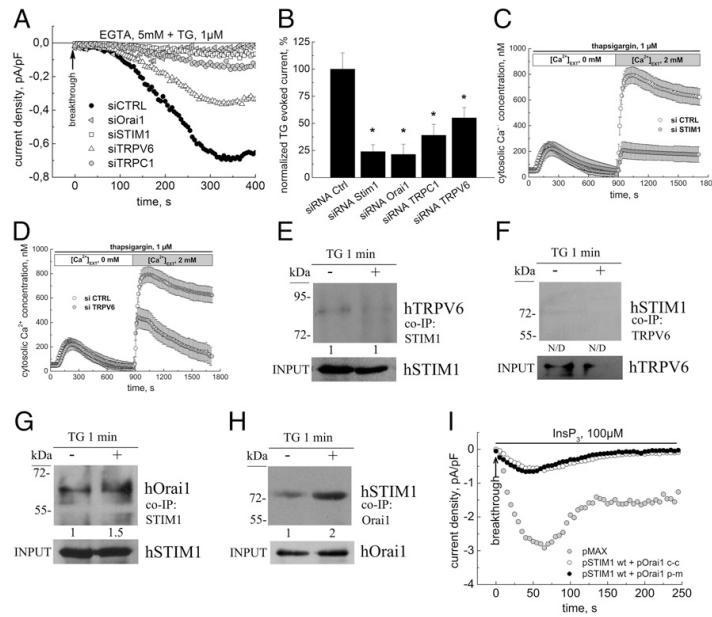 A
EGTA, 5mM + TG, 1µM
0,0
-0,2
-0,4
-0,6
-0,8
current density, pA/pF
breakthrough
siCTRL
siOrai1
siSTIM1
siTRPV6
siTRPC1
0 100 200 300 400
time, s
B
normalized TG evoked current, %
140
120
100
80
60
40
20
0
* * * *
siRNA Ctrl
siRNA Stim1
siRNA Orai1
siRNA TRPC1
siRNA TRPV6
C
thapsigargin, 1 µM
[Ca²⁺]EXT, 0 mM [Ca²⁺]EXT 2 mM
cytosolic Ca⁻ concentration, nM
1000
800
600
400
200
0
si CTRL
si STIM1
0 300 600 900 1200 1500 1800
time, s
D
thapsigargin, 1 µM
[Ca²⁺]EXT, 0 mM [Ca²⁺]EXT, 2 mM
cytosolic Ca²⁺ concentration, nM
1000
800
600
400
200
0
si CTRL
si TRPV6
0 300 600 900 1200 1500 1800
time, s
E
TG 1 min
kDa - +
95-
72-
hTRPV6
co-IP:
STIM1
1 1
INPUT hSTIM1
F
TG 1 min
kDa - +
72-
55-
hSTIM1
co-IP:
TRPV6
N/D N/D
INPUT hTRPV6
G
TG 1 min
kDa - +
72-
55-
hOrai1
co-IP:
STIM1
1 1.5
INPUT hSTIM1
H
TG 1 min
kDa - +
72-
55-
hSTIM1
co-IP:
Orai1
1 2
INPUT hOrai1
I
InsP₃, 100µM
0
-1
-2
-3
-4
current density, pA/pF
breakthrough
pMAX
pSTIM1 wt + pOrai1 c-c
pSTIM1 wt + pOrai1 p-m
0 50 100 150 200 250
time, s